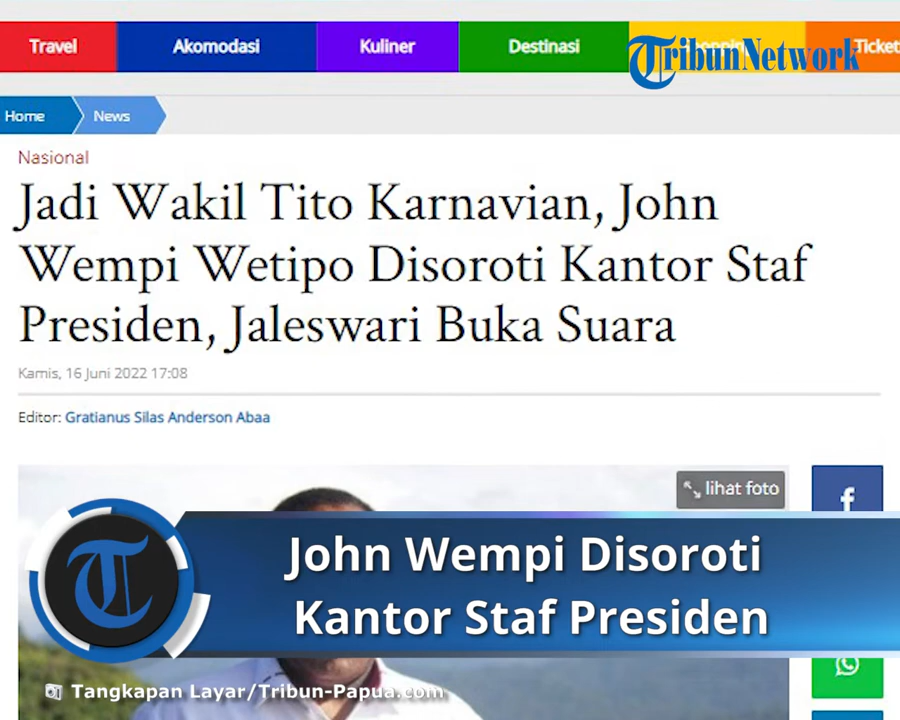 Travel Akomodasi Kuliner Destinasi Shopping Ticket
TribunNetwork
Home News
Nasional
Jadi Wakil Tito Karnavian, John
Wempi Wetipo Disoroti Kantor Staf
Presiden, Jaleswari Buka Suara
Kamis, 16 Juni 2022 17:08
Editor: Gratianus Silas Anderson Abaa
lihat foto
f
T
John Wempi Disoroti
Kantor Staf Presiden
Tangkapan Layar/Tribun-Papua.com